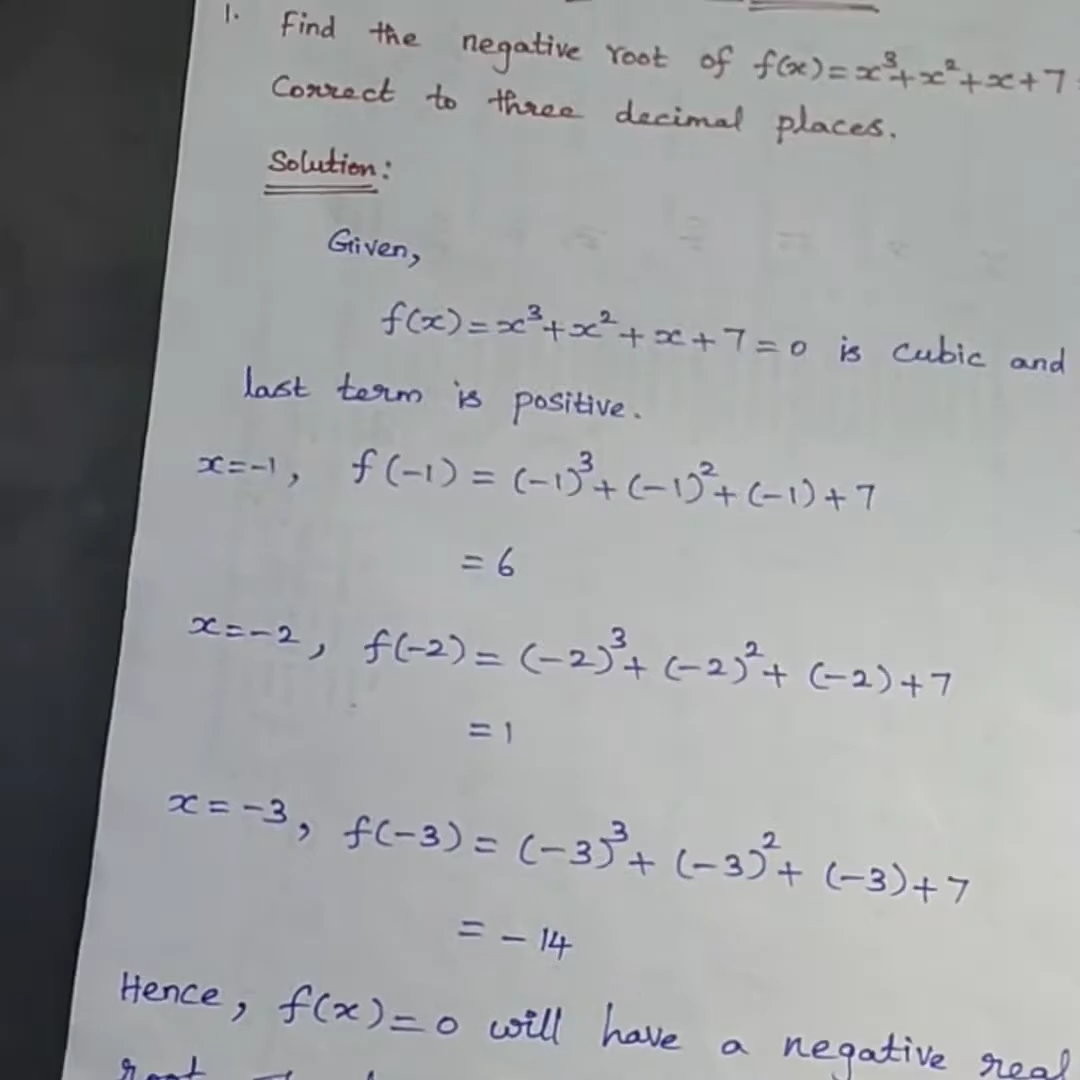 1. Find the negative root of f(x)=x³+x²+x+7
Correct to three decimal places.
Solution:
Given,
f(x)=x³+x²+x+7=0 is cubic and
last term is positive.
x=-1, f(-1) = (-1)³+(-1)²+(-1)+7
= 6
x=-2, f(-2) = (-2)³+(-2)²+(-2)+7
= 1
x=-3, f(-3) = (-3)³+(-3)²+(-3)+7
= -14
Hence, f(x)=0 will have a negative real
root